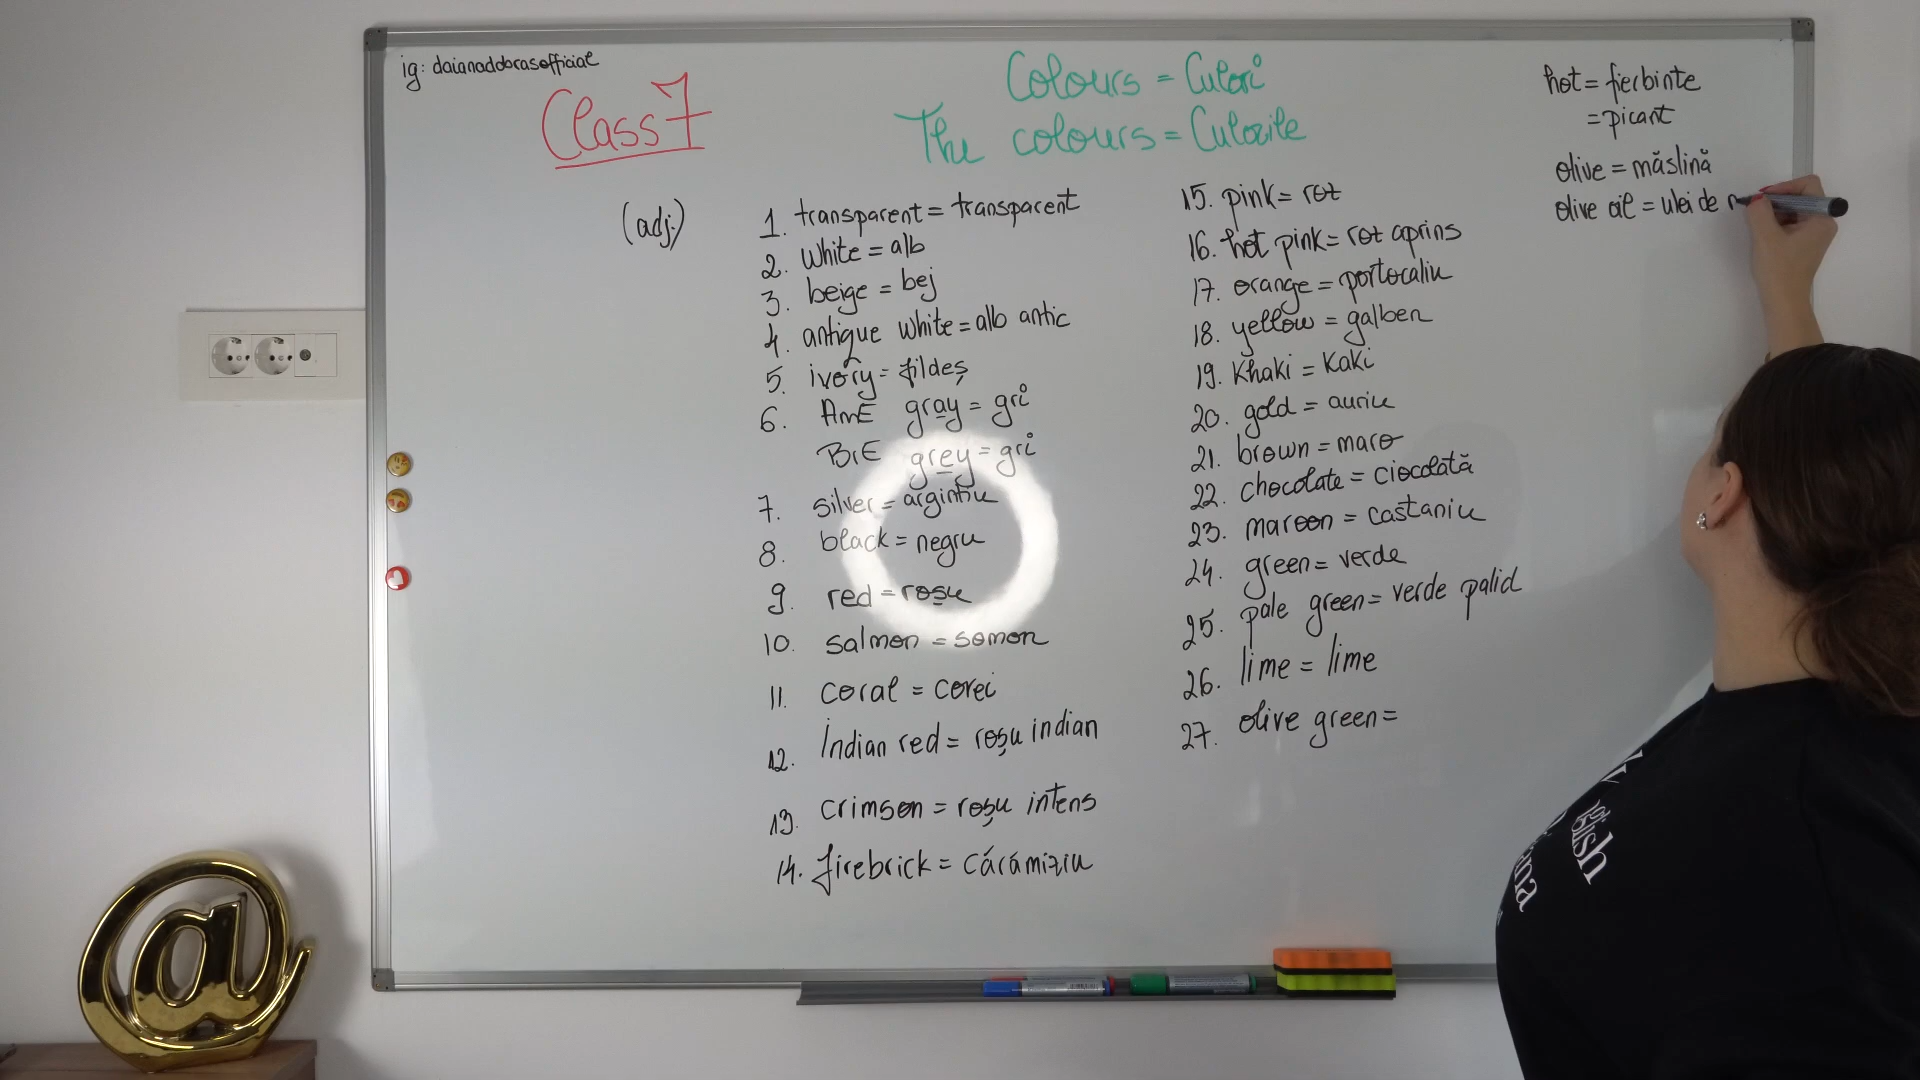 ig: daianaddobrasofficial
Class 7
Colours = Culori
The colours = Culorile
(adj.)
1. transparent = transparent
2. White = alb
3. beige = bej
4. antique white = alb antic
5. ivory = fildeș
6. AmE gray = gri
BrE grey = gri
7. silver = argintiu
8. black = negru
9. red = roșu
10. salmon = somon
11. coral = corai
12. Indian red = roșu indian
13. crimson = roșu intens
14. firebrick = cărămiziu
15. pink = roz
16. hot pink = roz aprins
17. orange = portocaliu
18. yellow = galben
19. Khaki = Kaki
20. gold = auriu
21. brown = maro
22. chocolate = ciocolată
23. maroon = castaniu
24. green = verde
25. pale green = verde palid
26. lime = lime
27. olive green =
hot = fierbinte
= picant
olive = măslină
olive oil = ulei de